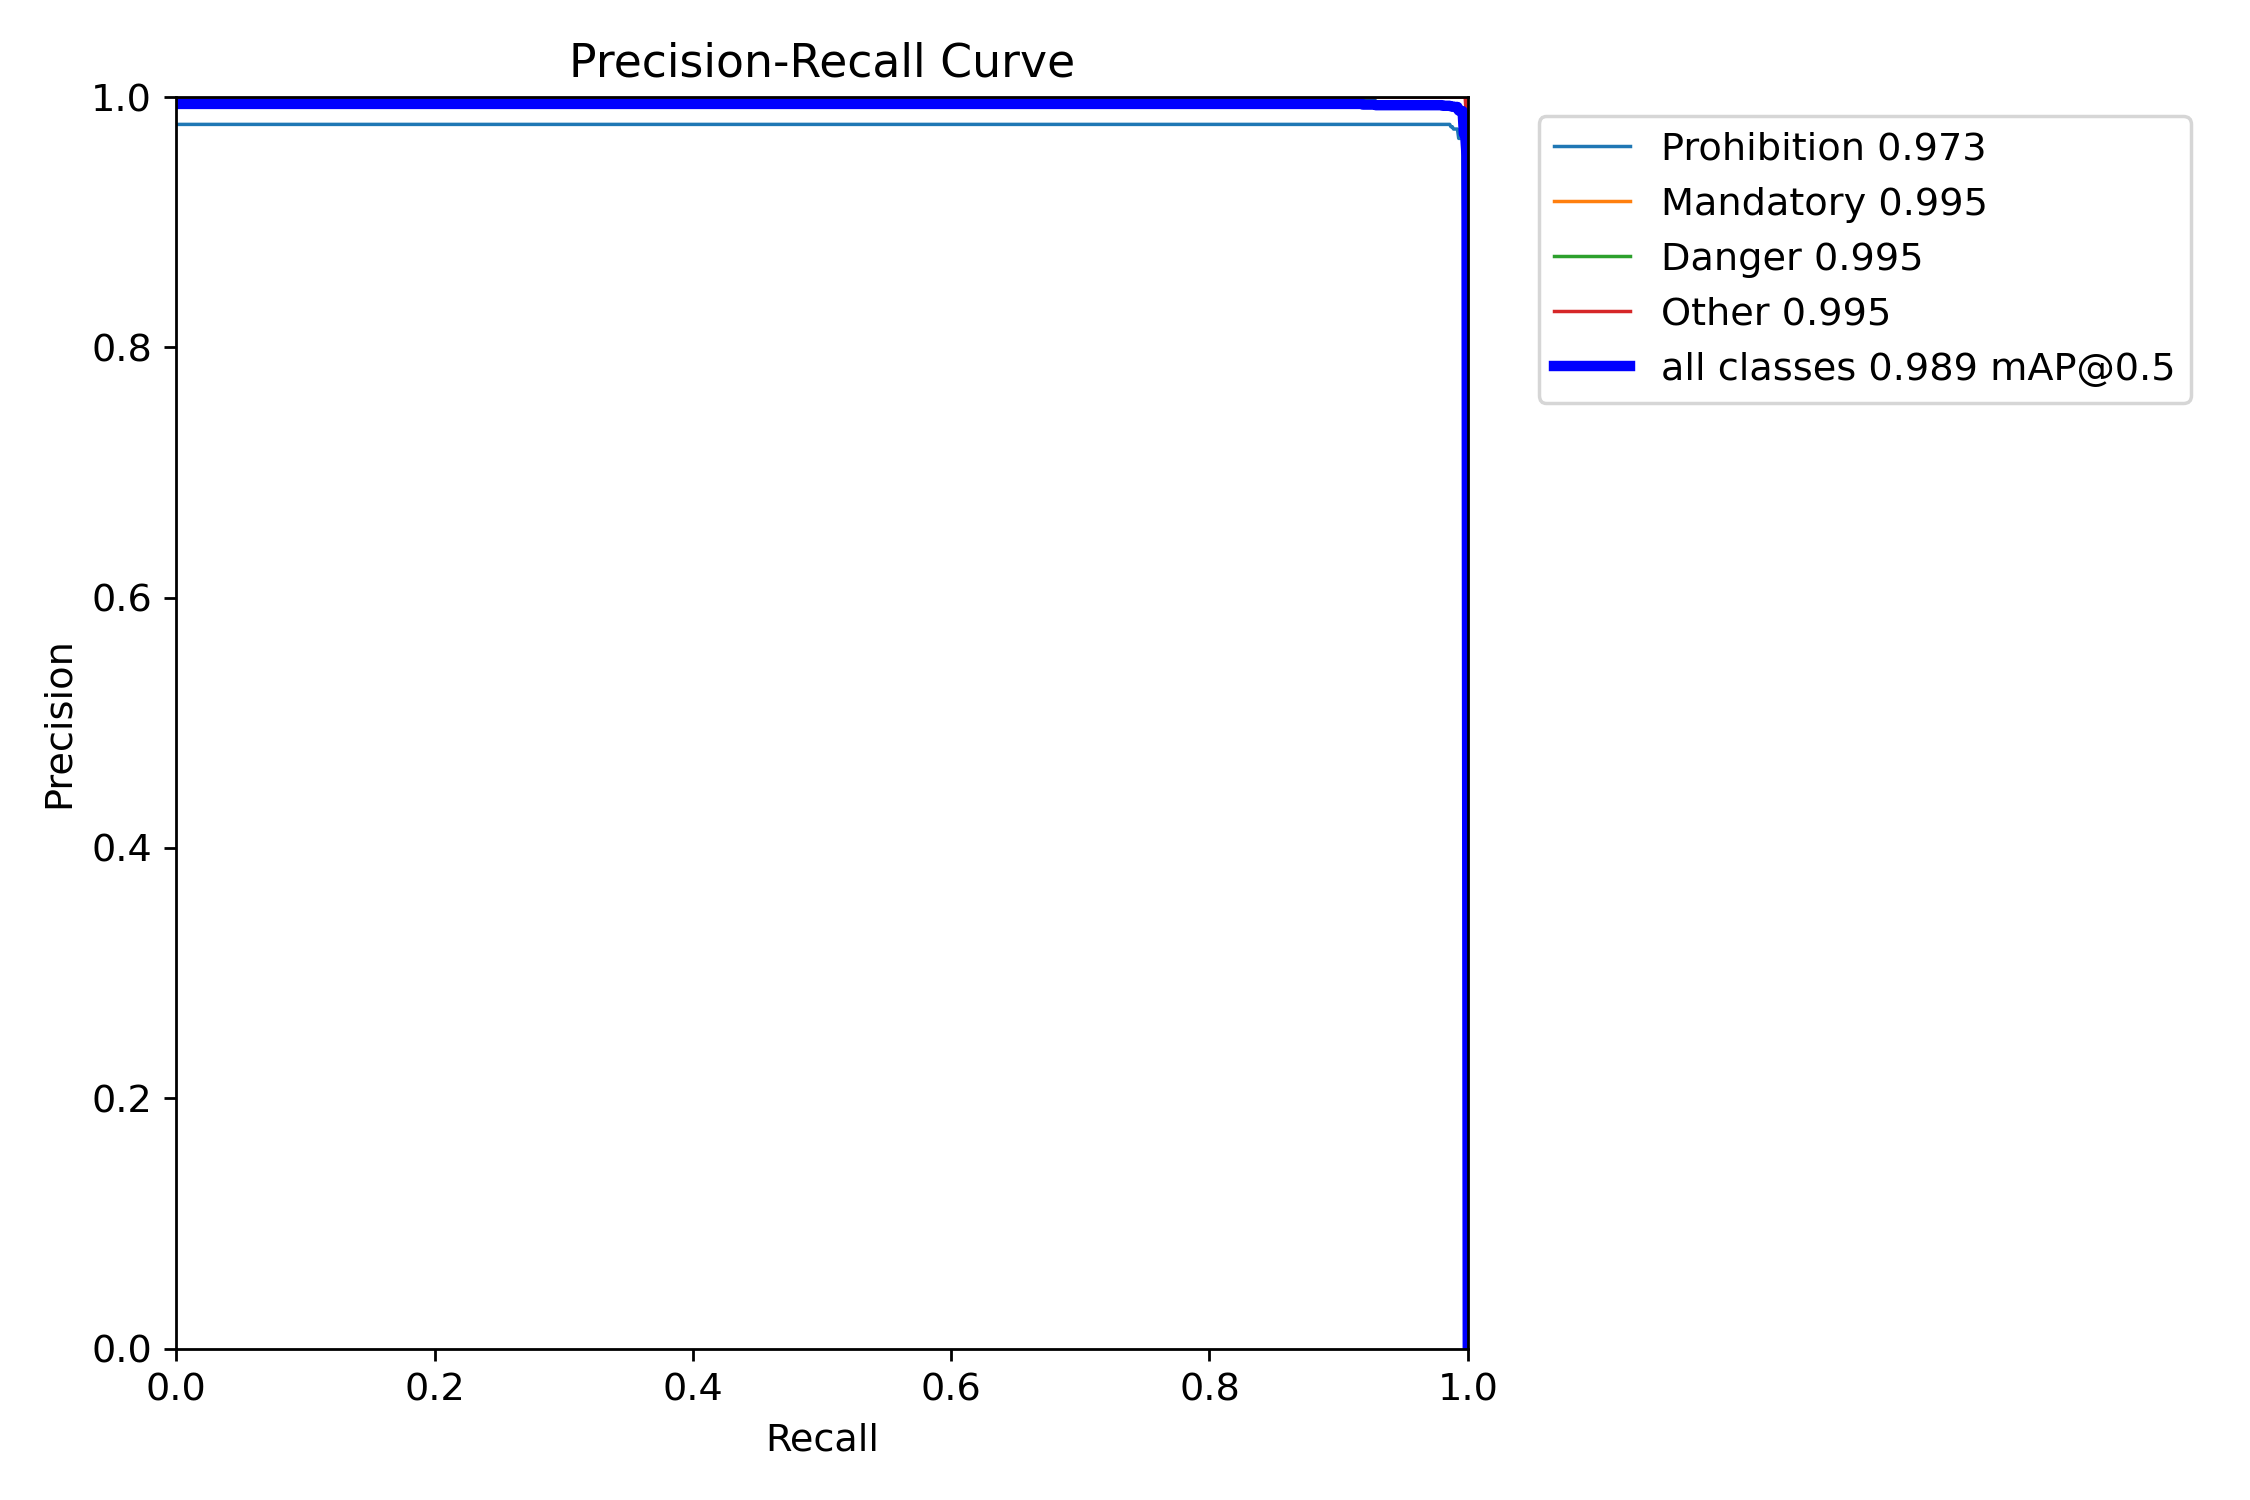 Precision-Recall Curve
1.0
0.8
0.6
0.4
0.2
0.0
Precision
0.0 0.2 0.4 0.6 0.8 1.0
Recall
Prohibition 0.973
Mandatory 0.995
Danger 0.995
Other 0.995
all classes 0.989 mAP@0.5